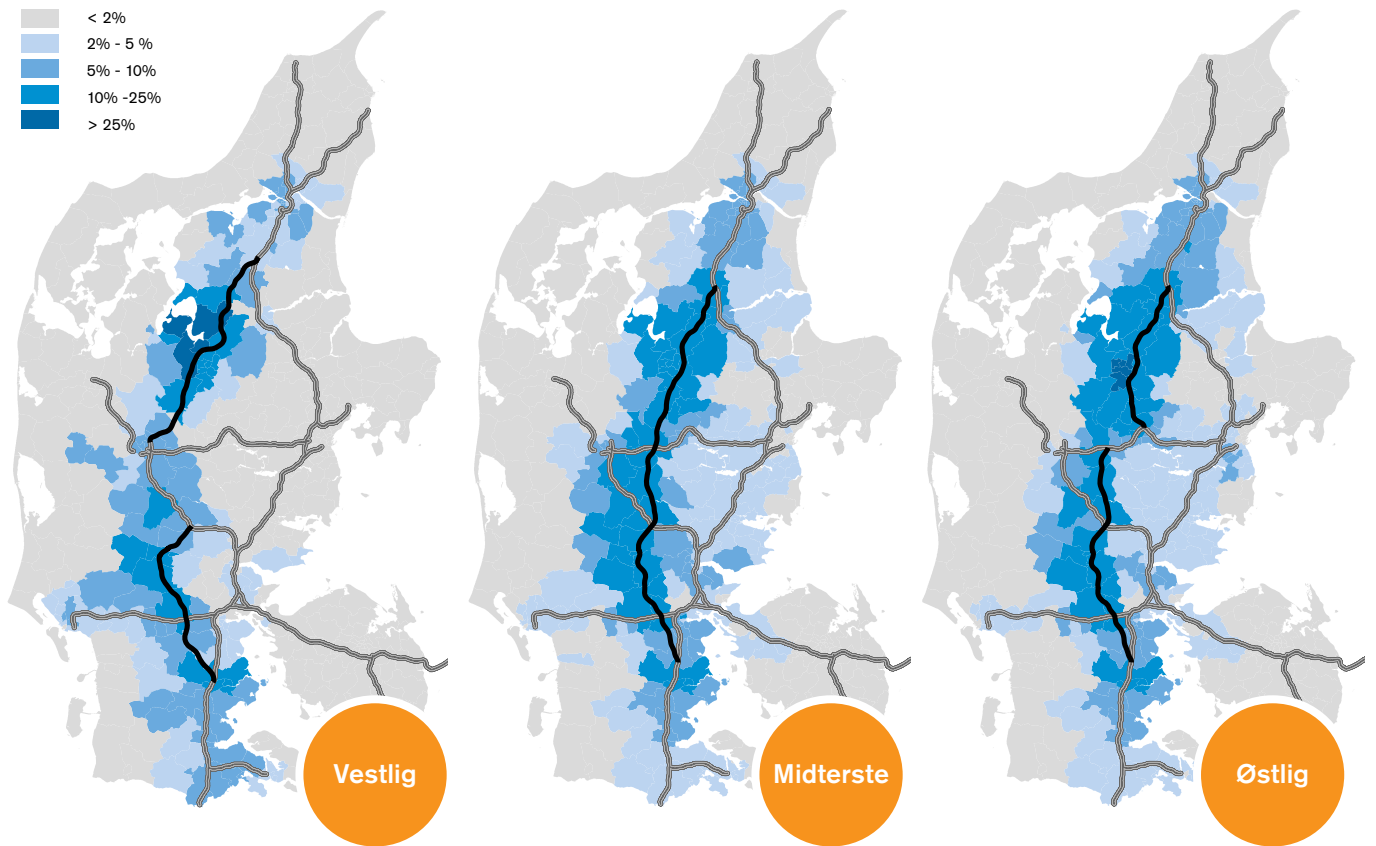 < 2%
2% - 5 %
5% - 10%
10% -25%
> 25%
Vestlig
Midterste
Østlig